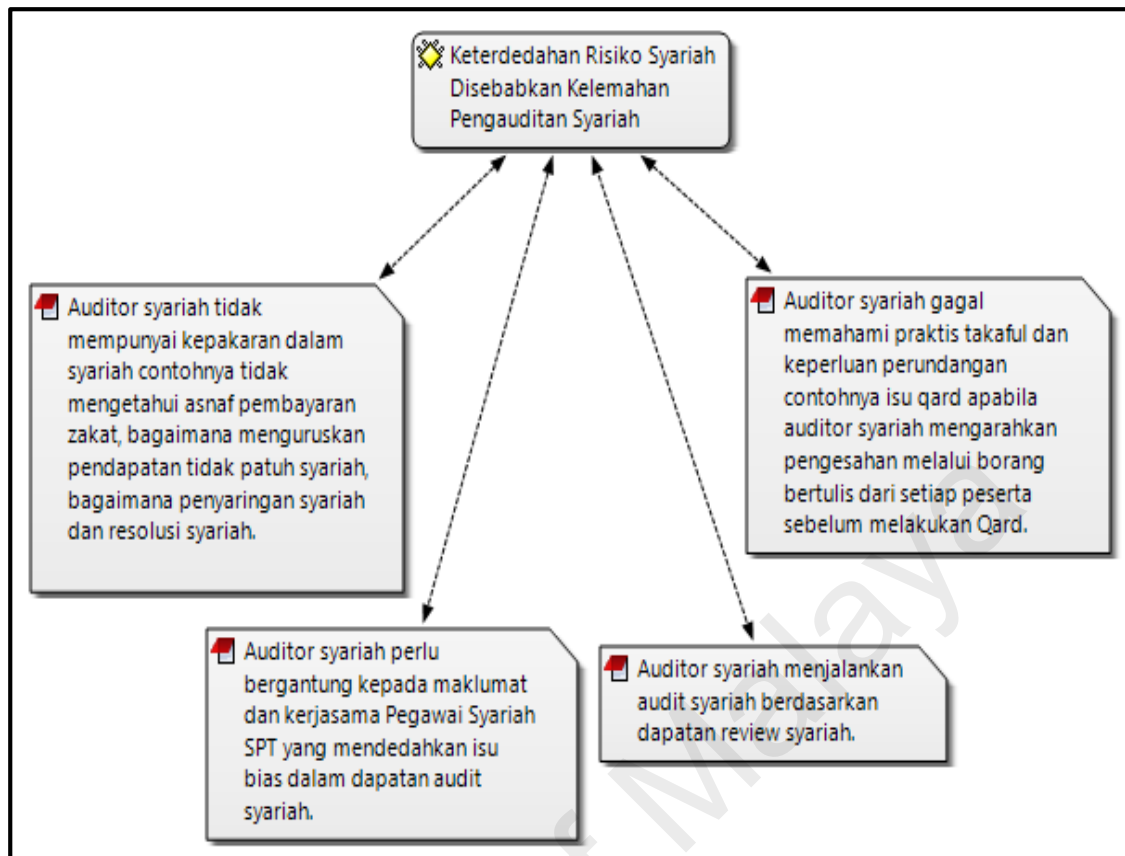 Keterdedahan Risiko Syariah
Disebabkan Kelemahan
Pengauditan Syariah
Auditor syariah tidak
mempunyai kepakaran dalam
syariah contohnya tidak
mengetahui asnaf pembayaran
zakat, bagaimana menguruskan
pendapatan tidak patuh syariah,
bagaimana penyaringan syariah
dan resolusi syariah.
Auditor syariah gagal
memahami praktis takaful dan
keperluan perundangan
contohnya isu qard apabila
auditor syariah mengarahkan
pengesahan melalui borang
bertulis dari setiap peserta
sebelum melakukan Qard.
Auditor syariah perlu
bergantung kepada maklumat
dan kerjasama Pegawai Syariah
SPT yang mendedahkan isu
bias dalam dapatan audit
syariah.
Auditor syariah menjalankan
audit syariah berdasarkan
dapatan review syariah.
f Malaya